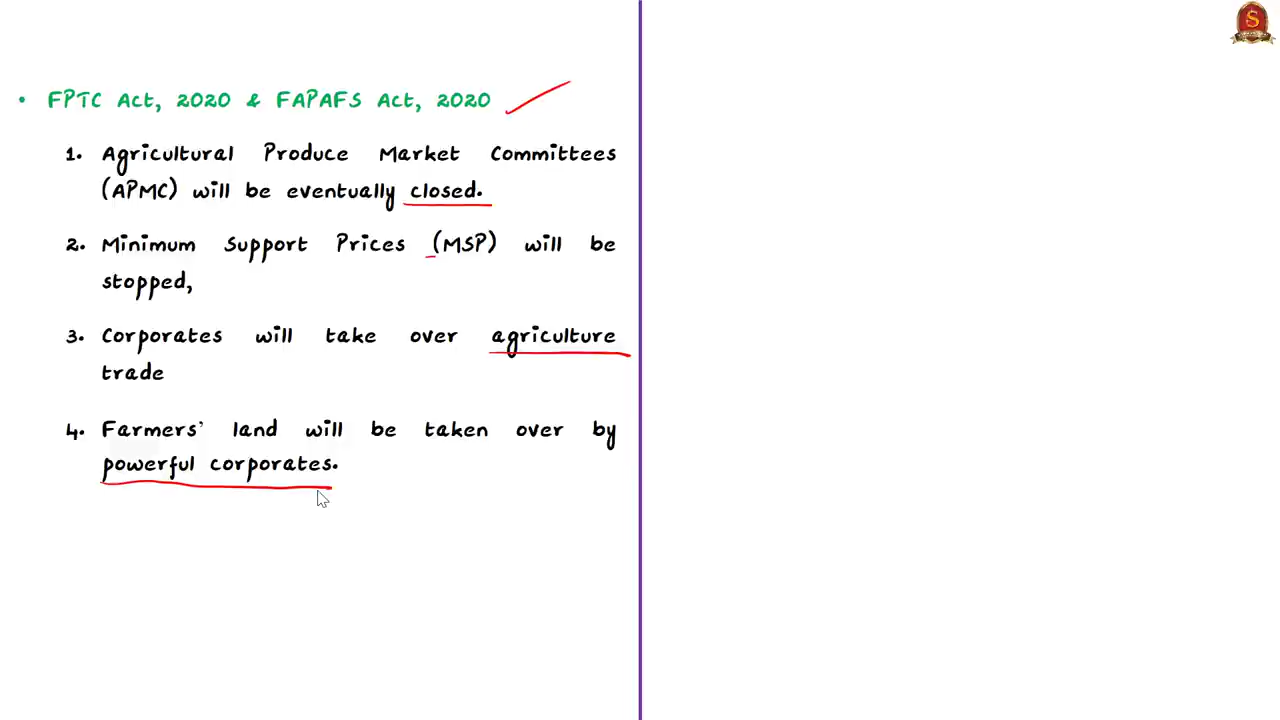 • FPTC Act, 2020 & FAPAFS Act, 2020
1. Agricultural Produce Market Committees
(APMC) will be eventually closed.
2. Minimum Support Prices (MSP) will be
stopped,
3. Corporates will take over agriculture
trade
4. Farmers' land will be taken over by
powerful corporates.
S